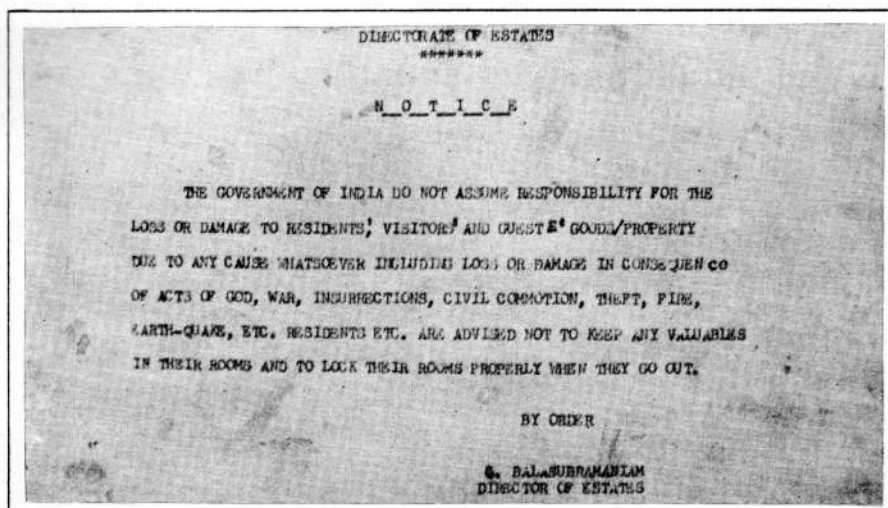 DIRECTORATE OF ESTATES
*******
N_O_T_I_C_E
THE GOVERNMENT OF INDIA DO NOT ASSUME RESPONSIBILITY FOR THE
LOSS OR DAMAGE TO RESIDENTS', VISITORS' AND GUESTS' GOODS/PROPERTY
DUE TO ANY CAUSE WHATSOEVER INCLUDING LOSS OR DAMAGE IN CONSEQUENCO
OF ACTS OF GOD, WAR, INSURRECTIONS, CIVIL COMMOTION, THEFT, FIRE,
EARTH-QUAKE, ETC. RESIDENTS ETC. ARE ADVISED NOT TO KEEP ANY VALUABLES
IN THEIR ROOMS AND TO LOCK THEIR ROOMS PROPERLY WHEN THEY GO OUT.
BY ORDER
G. BALASUBRAMANIAM
DIRECTOR OF ESTATES